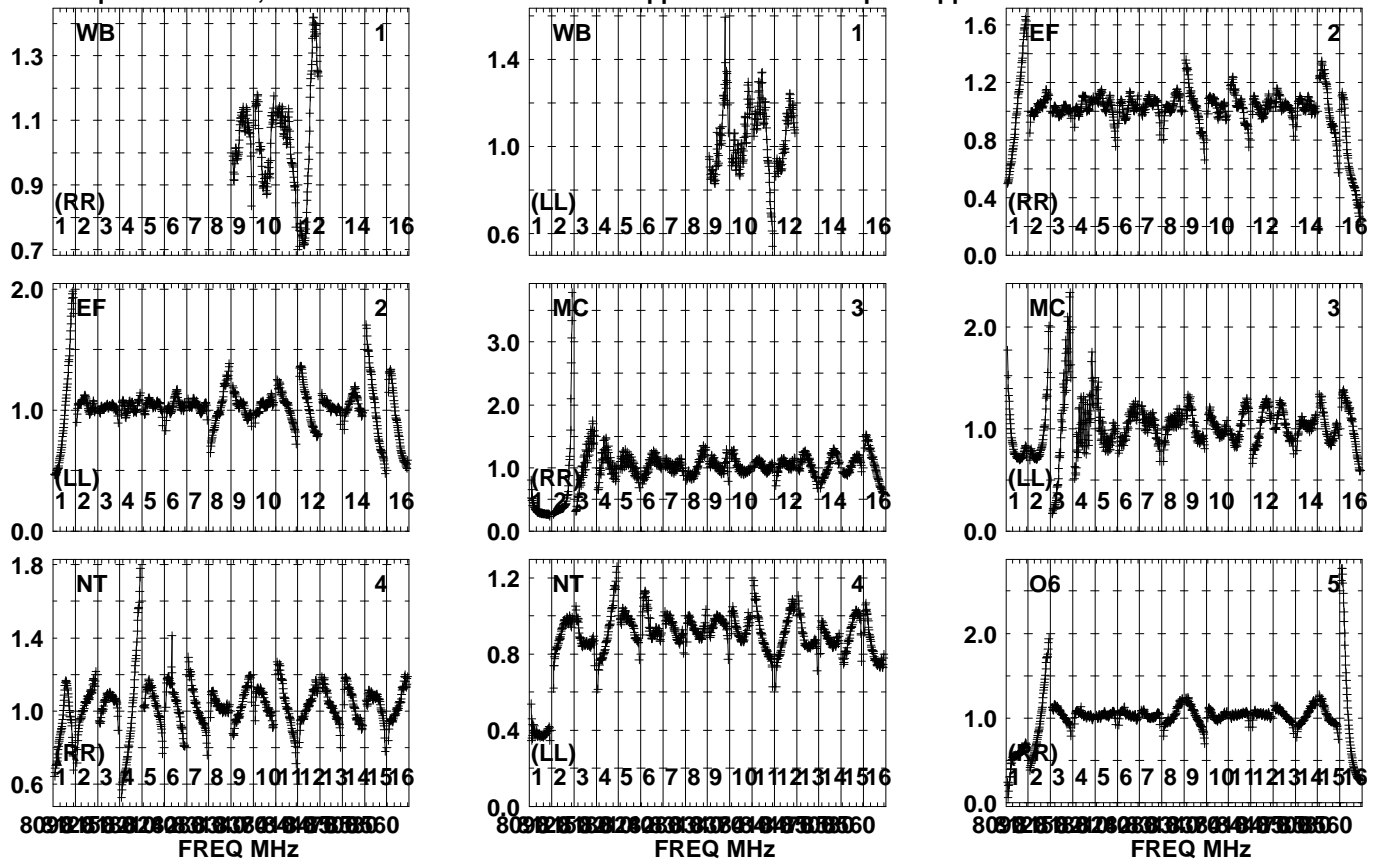 WB 1
1.3
1.1
0.9
0.7
(RR)
1 2 3 4 5 6 7 8 9 10 12 14 16
WB 1
1.4
1.0
0.6
(LL)
1 2 3 4 5 6 7 8 9 10 12 14 16
EF 2
1.6
1.2
0.8
0.4
0.0
(RR)
1 2 3 4 5 6 7 8 9 10 12 14 16
EF 2
2.0
1.0
0.0
(LL)
1 2 3 4 5 6 7 8 9 10 12 14 16
MC 3
3.0
2.0
1.0
0.0
(RR)
1 2 3 4 5 6 7 8 9 10 12 14 16
MC 3
2.0
1.0
0.0
(LL)
1 2 3 4 5 6 7 8 9 10 12 14 16
NT 4
1.8
1.4
1.0
0.6
(RR)
1 2 3 4 5 6 7 8 9 10 11 12 13 14 15 16
FREQ MHz
NT 4
1.2
0.8
0.4
0.0
(LL)
1 2 3 4 5 6 7 8 9 10 11 12 13 14 15 16
FREQ MHz
O6 5
2.0
1.0
0.0
(RR)
1 2 3 4 5 6 7 8 9 10 11 12 13 14 15 16
FREQ MHz